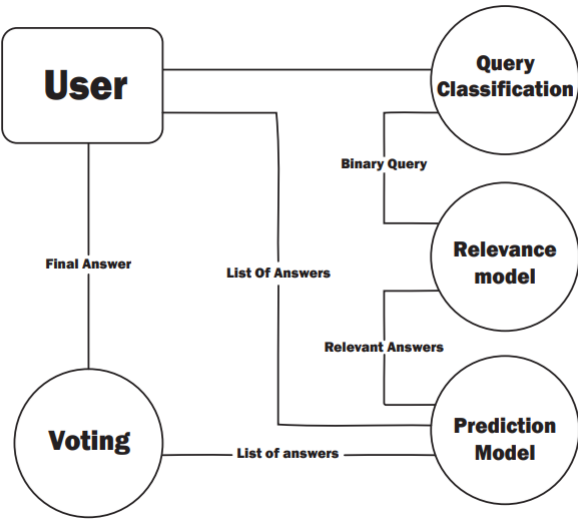 User
Query
Classification
Binary Query
Relevance
model
Final Answer
List Of Answers
Relevant Answers
Voting
List of answers
Prediction
Model